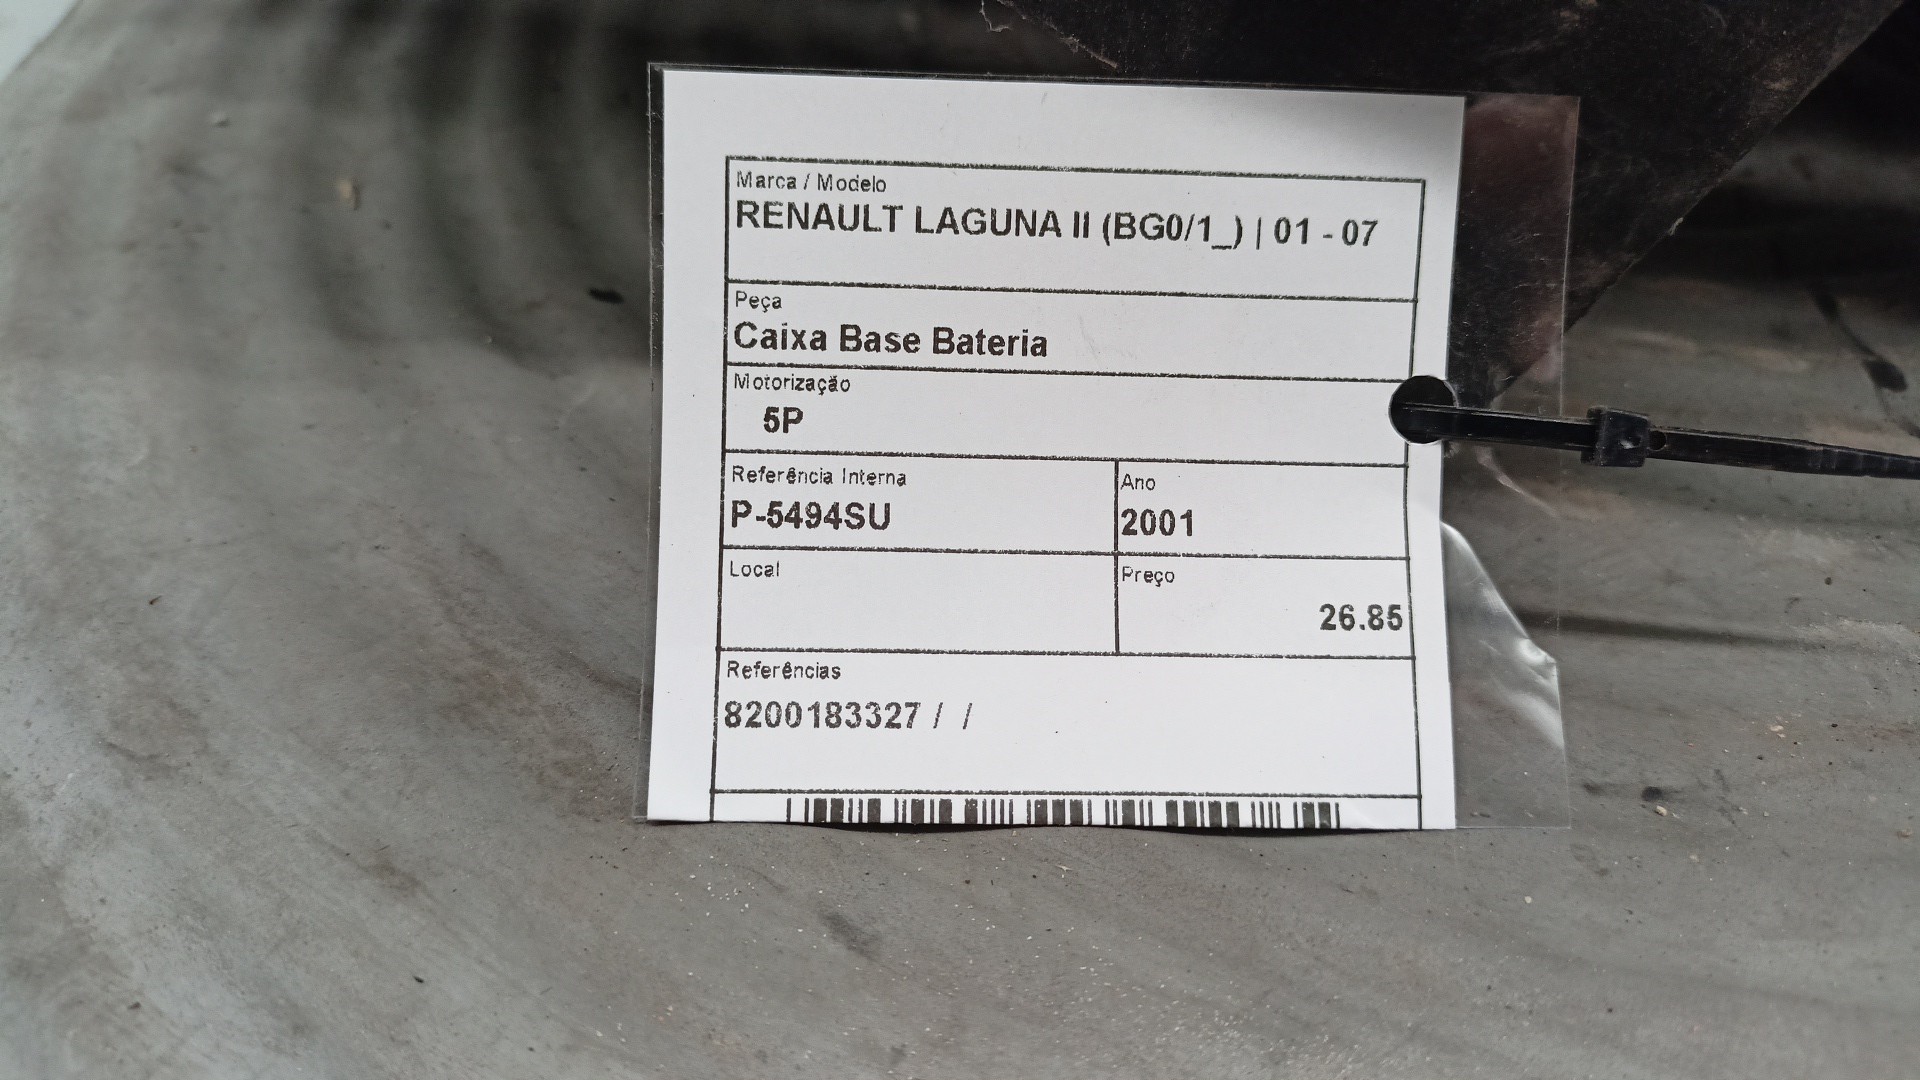 Marca / Modelo
RENAULT LAGUNA II (BG0/1_) | 01 - 07
Peça
Caixa Base Bateria
Motorização
5P
Referência Interna
P-5494SU
Ano
2001
Local
Preço
26.85
Referências
8200183327 / /